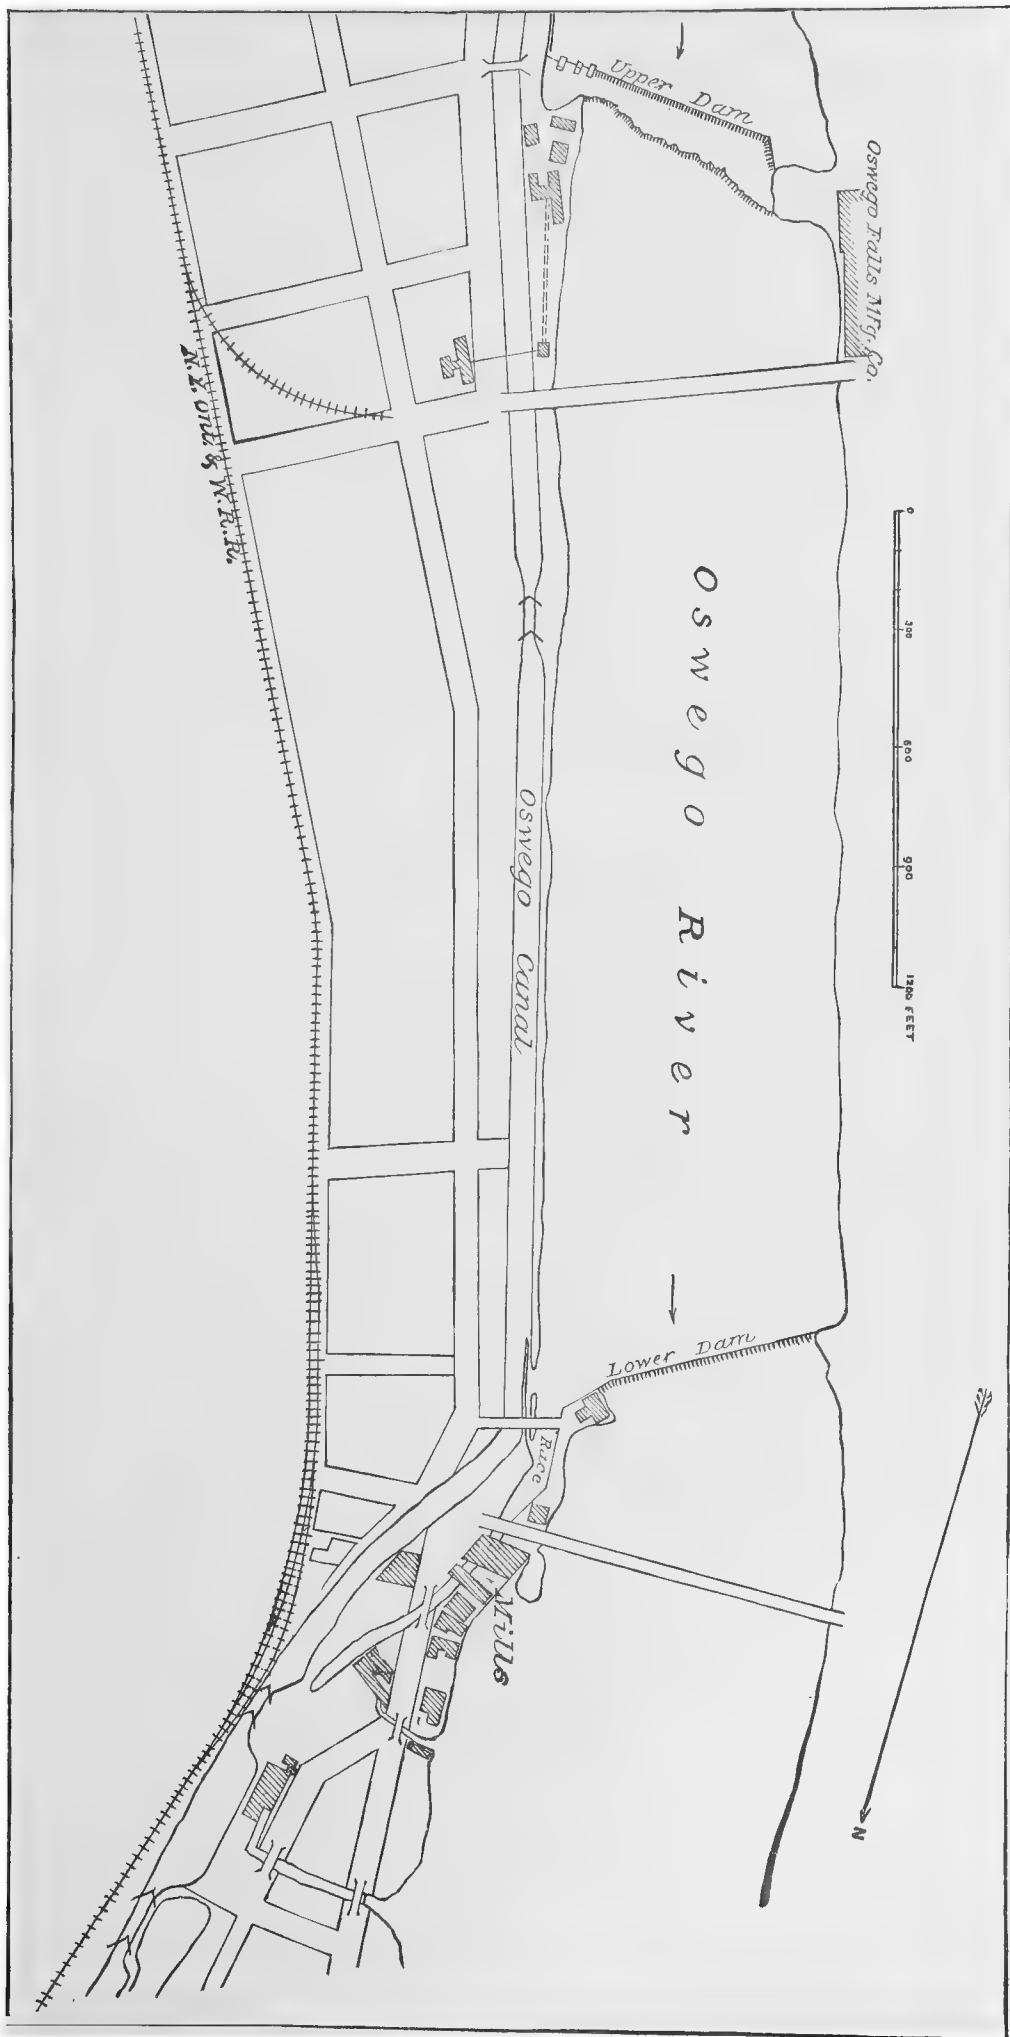 Upper Dam
Oswego Falls Mfg. Co.
N.Y. Ont. & W. R.R.
0 300 600 900 1200 FEET
Oswego River
Oswego Canal
Lower Dam
Race
Mills
N